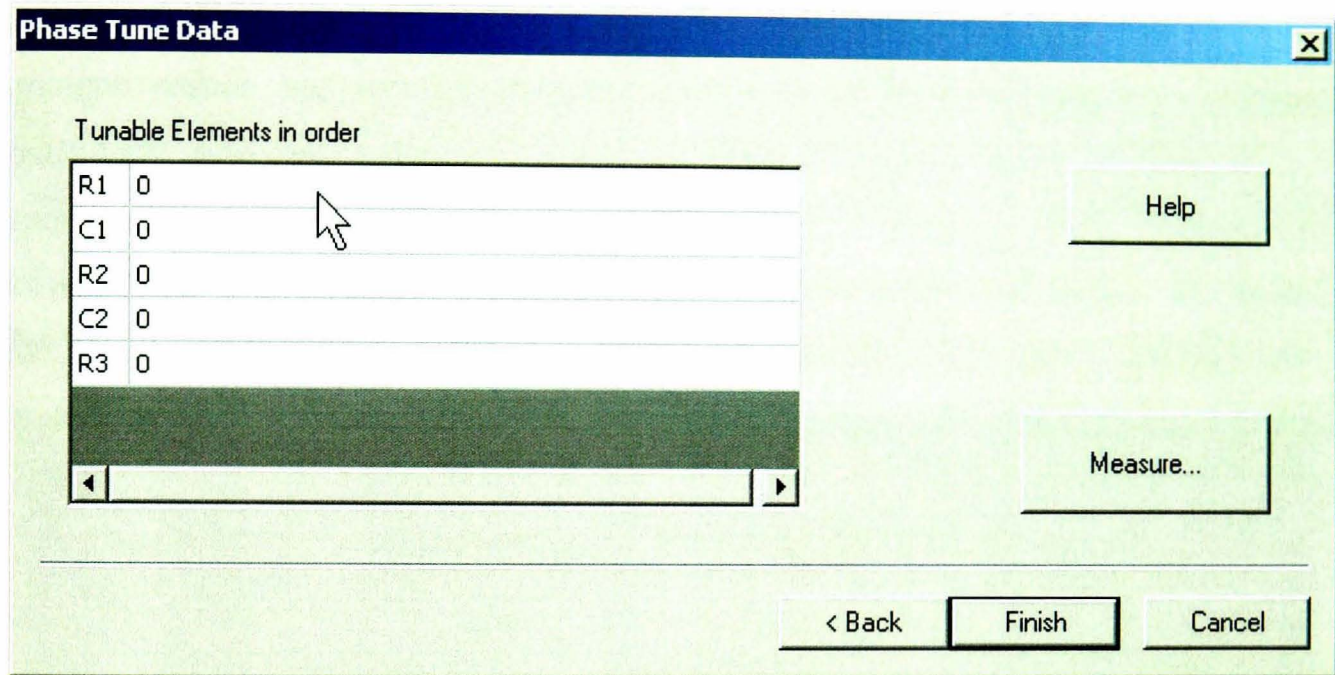 Phase Tune Data
Tunable Elements in order
R1 0
C1 0
R2 0
C2 0
R3 0
Help
Measure...
< Back
Finish
Cancel